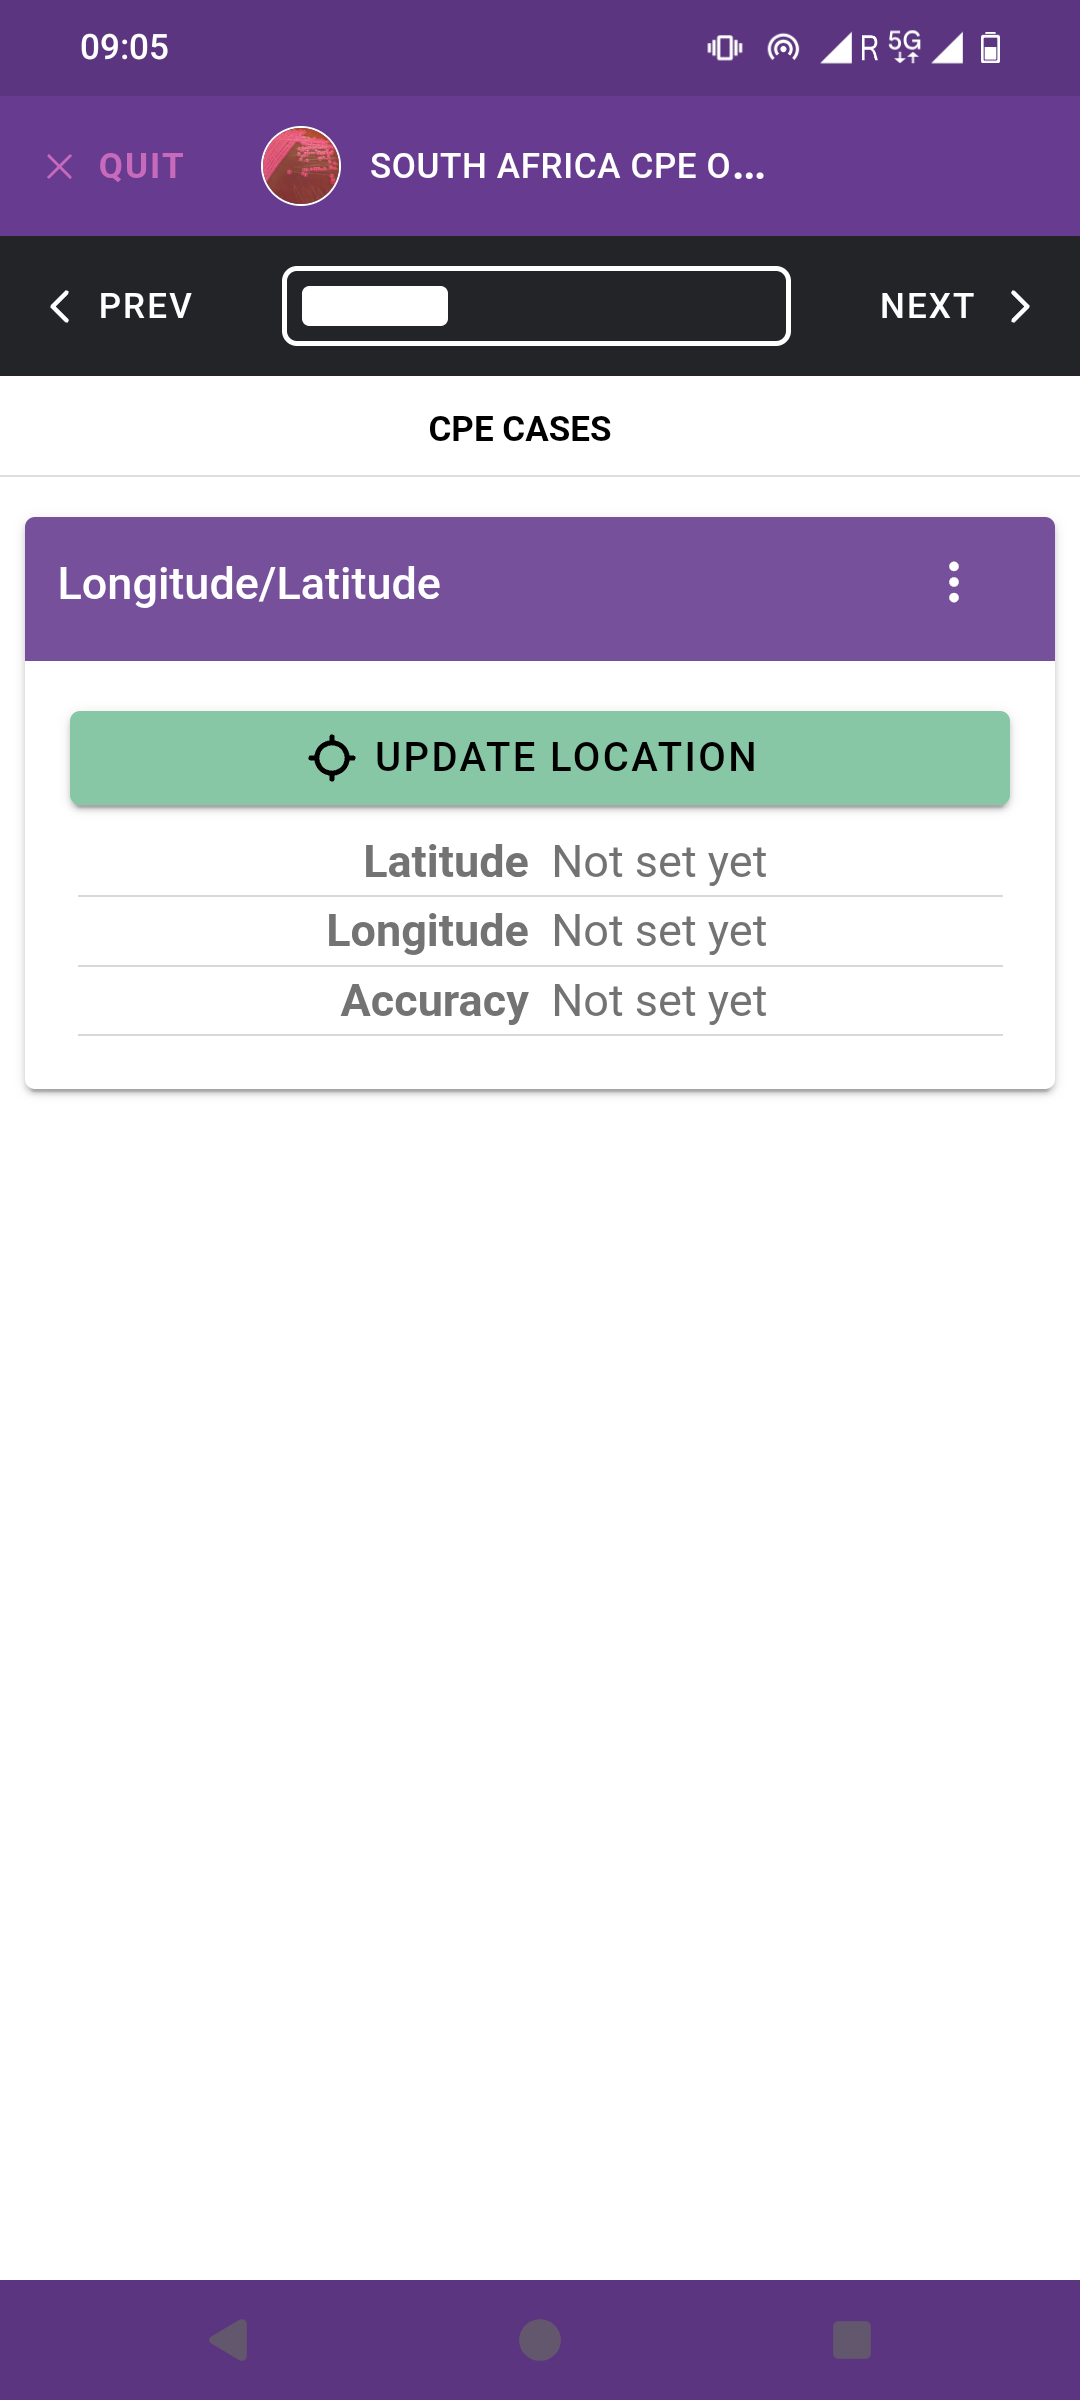 09:05
R 5G
QUIT
SOUTH AFRICA CPE O...
PREV
NEXT
CPE CASES
Longitude/Latitude
UPDATE LOCATION
Latitude Not set yet
Longitude Not set yet
Accuracy Not set yet